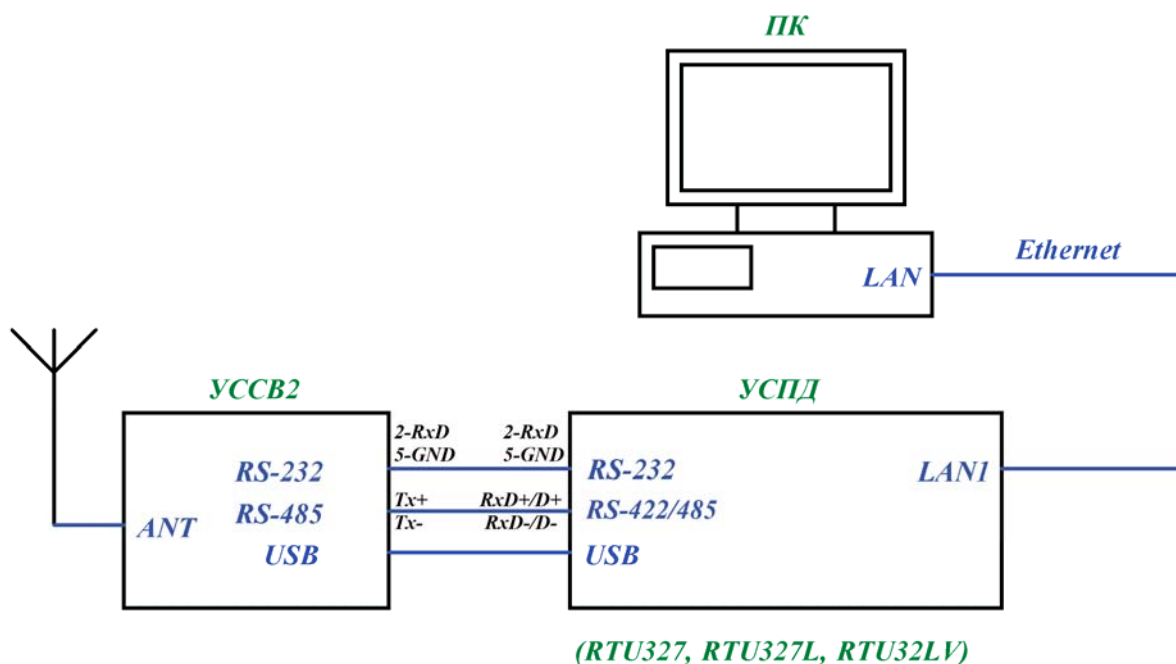 ПК
LAN
Ethernet
УССВ2
УСПД
2-RxD
2-RxD
5-GND
5-GND
RS-232
RS-232
LAN1
Tx+
RxD+/D+
RS-485
RS-422/485
Tx-
RxD-/D-
ANT
USB
USB
(RTU327, RTU327L, RTU32LV)